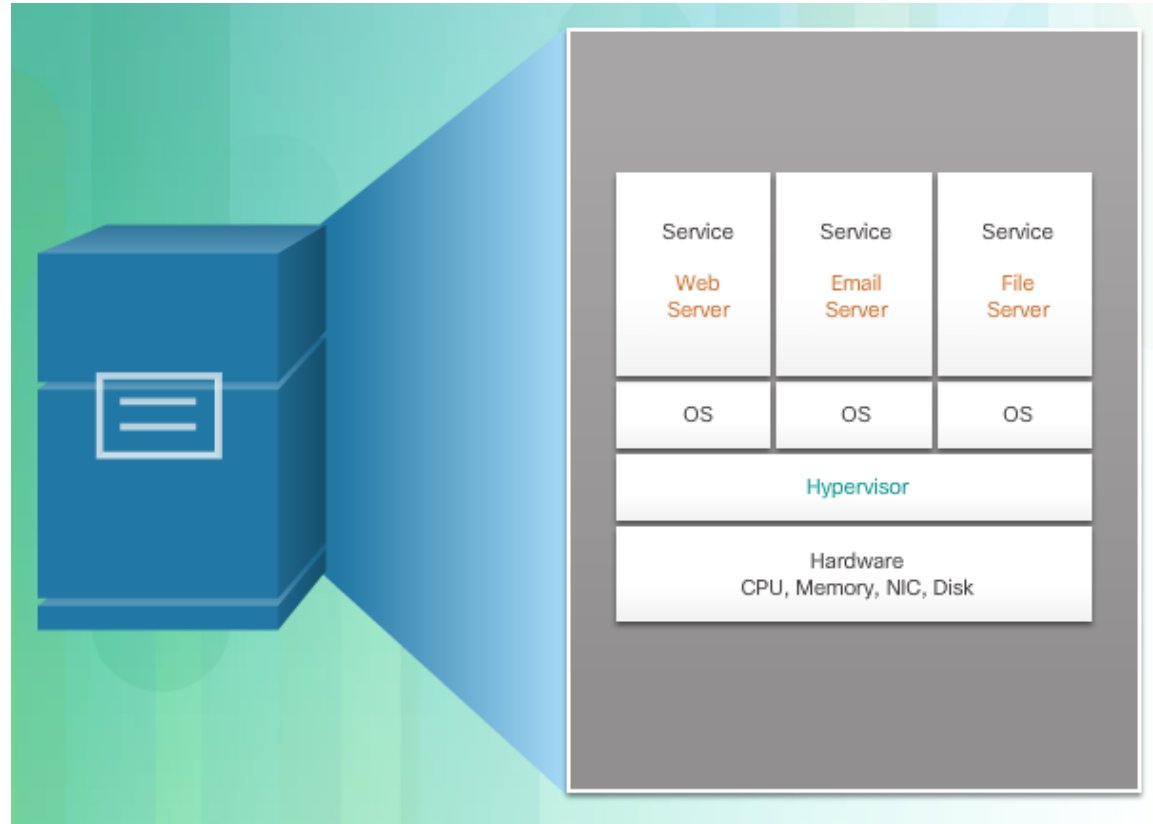 Service
Web
Server
Service
Email
Server
Service
File
Server
OS
OS
OS
Hypervisor
Hardware
CPU, Memory, NIC, Disk